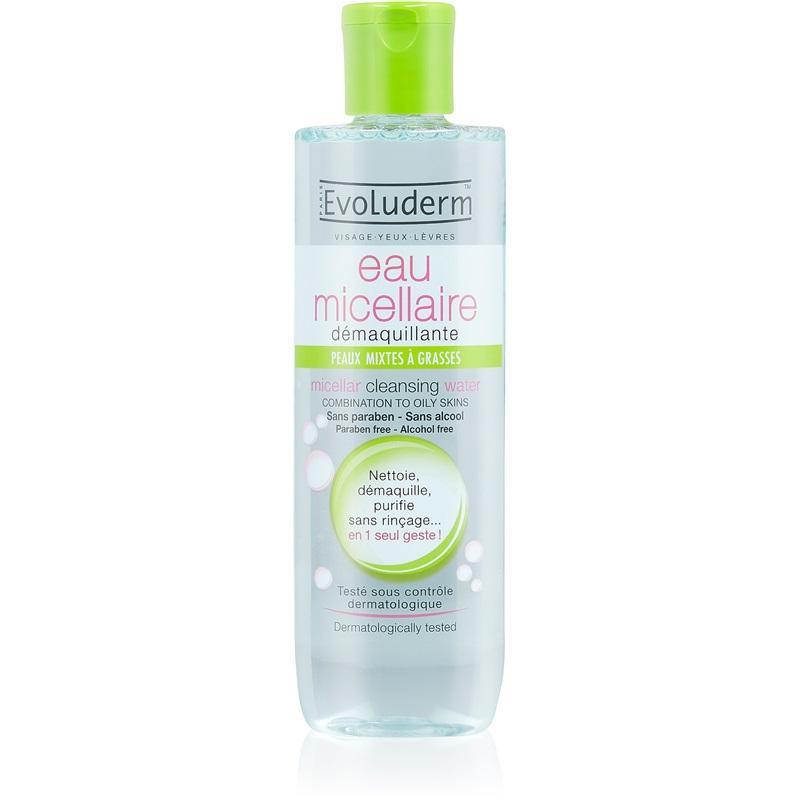 PARIS
EvoLuderm™
VISAGE·YEUX·LÈVRES
eau
micellaire
démaquillante
PEAUX MIXTES À GRASSES
micellar cleansing water
COMBINATION TO OILY SKINS
Sans paraben - Sans alcool
Paraben free - Alcohol free
Nettoie,
démaquille,
purifie
sans rinçage...
en 1 seul geste !
Testé sous contrôle
dermatologique
Dermatologically tested